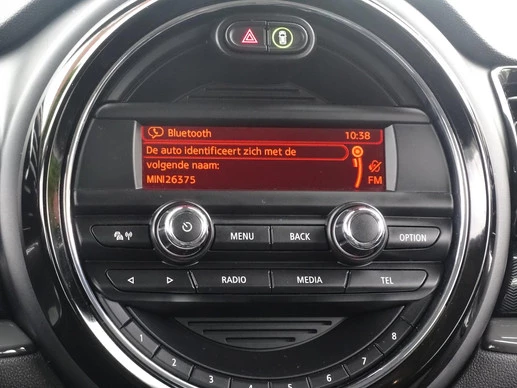 Bluetooth 10:38
De auto identificeert zich met de
volgende naam:
MINI26375 FM
MENU BACK OPTION
RADIO MEDIA TEL
1 2 3 4 5 6 7 8